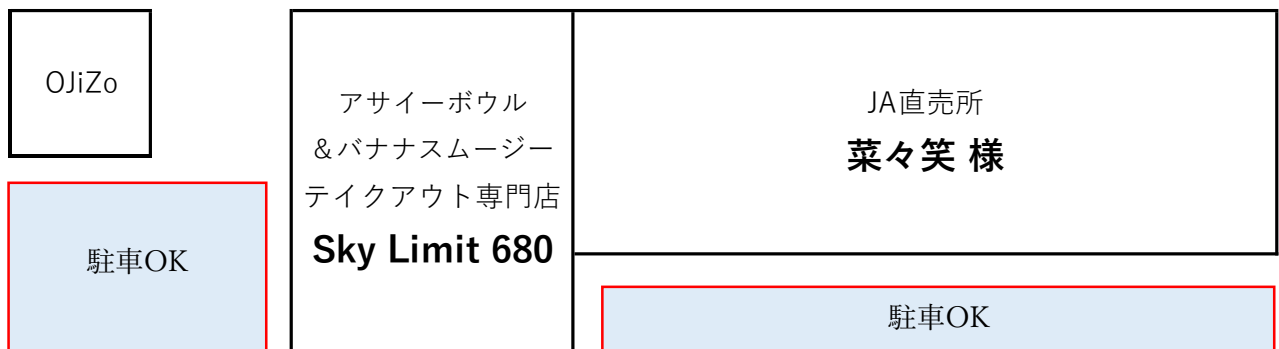 OJiZo
駐車OK
アサイーボウル
＆バナナスムージー
テイクアウト専門店
Sky Limit 680
JA直売所
菜々笑 様
駐車OK